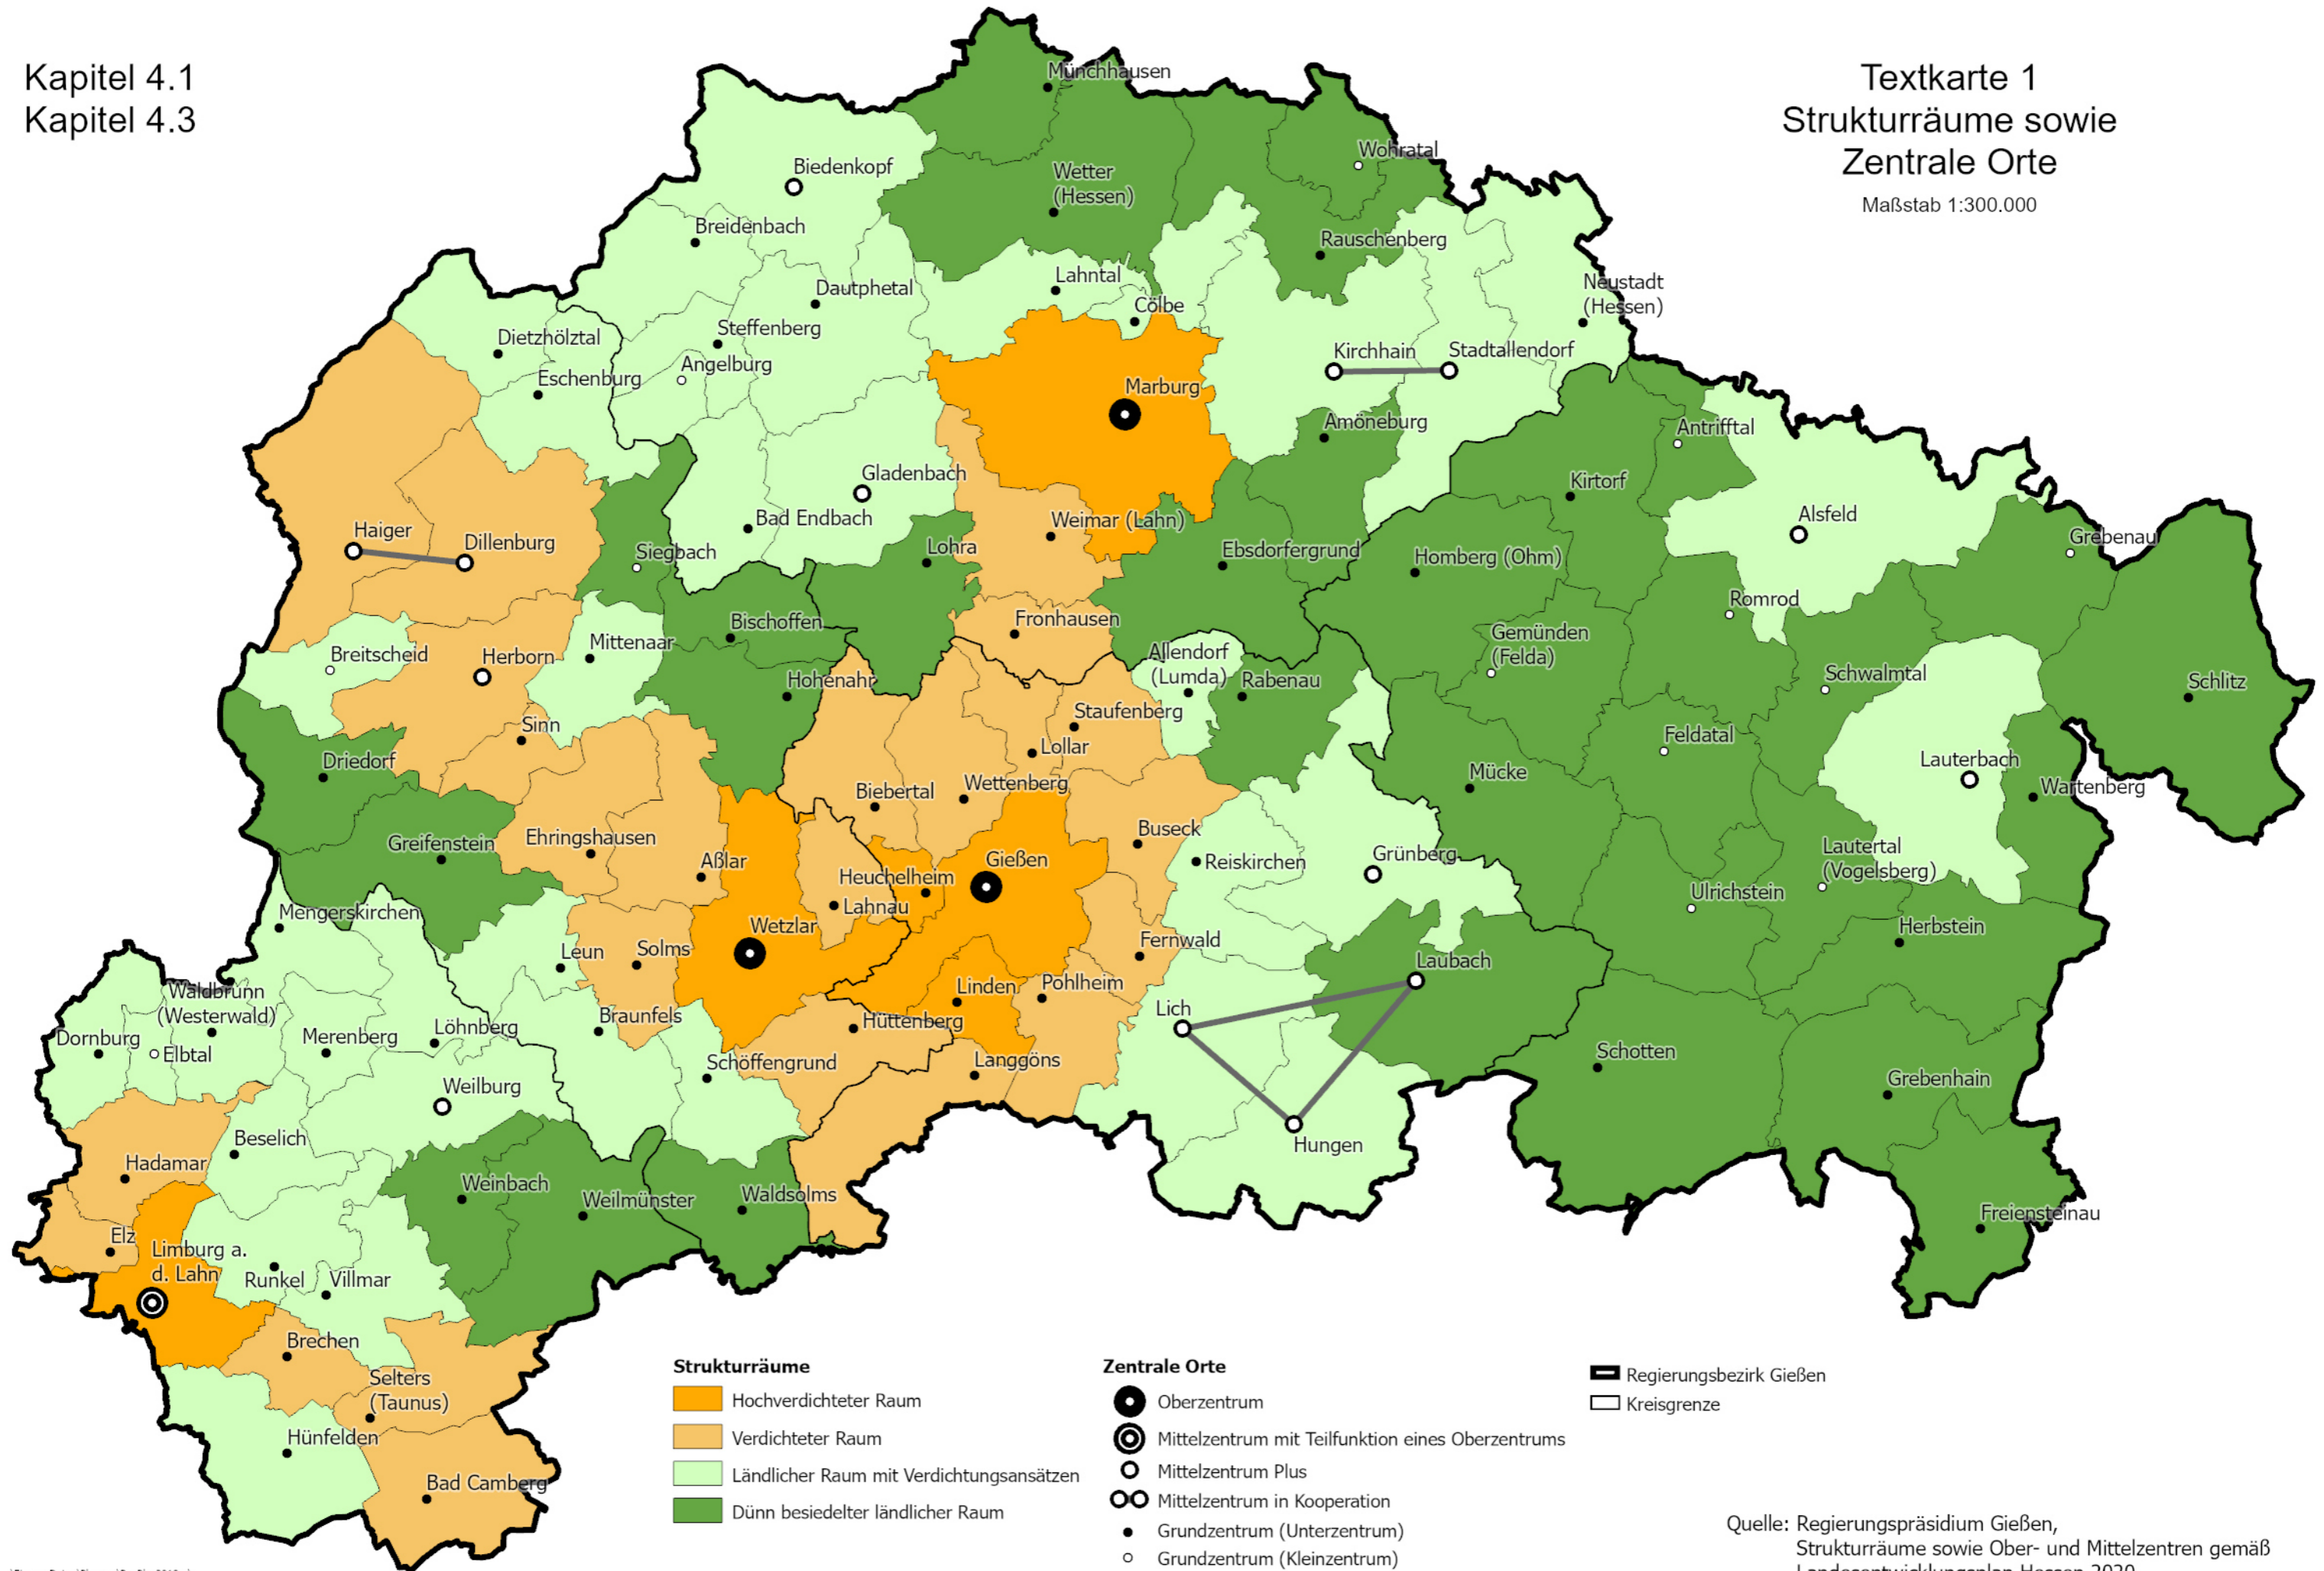 Kapitel 4.1
Kapitel 4.3
Textkarte 1
Strukturräume sowie
Zentrale Orte
Maßstab 1:300.000
Münchhausen
Wohratal
Biedenkopf
Wetter
(Hessen)
Breidenbach
Rauschenberg
Lahntal
Neustadt
(Hessen)
Dautphetal
Cölbe
Dietzhölztal
Steffenberg
Kirchhain
Stadtallendorf
Angelburg
Eschenburg
Marburg
Amöneburg
Antrifftal
Gladenbach
Kirtorf
Bad Endbach
Weimar (Lahn)
Alsfeld
Haiger
Dillenburg
Siegbach
Lohra
Ebsdorfergrund
Homberg (Ohm)
Grebenau
Romrod
Bischoffen
Fronhausen
Gemünden
(Felda)
Breitscheid
Herborn
Mittenaar
Allendorf
(Lumda)
Rabenau
Hohenahr
Schwalmtal
Schlitz
Sinn
Staufenberg
Lollar
Feldatal
Driedorf
Lauterbach
Mücke
Wartenberg
Biebertal
Wettenberg
Greifenstein
Ehringshausen
Aßlar
Buseck
Reiskirchen
Grünberg
Lautertal
(Vogelsberg)
Gießen
Heuchelheim
Lahnau
Ulrichstein
Mengerskirchen
Wetzlar
Herbstein
Leun
Solms
Fernwald
Laubach
Waldbrunn
(Westerwald)
Linden
Pohlheim
Lich
Dornburg
Elbtal
Merenberg
Löhnberg
Braunfels
Hüttenberg
Schöffengrund
Langgöns
Schotten
Weilburg
Grebenhain
Beselich
Hungen
Hadamar
Weinbach
Weilmünster
Waldsolms
Freiensteinau
Elz
Limburg a.
d. Lahn
Runkel
Villmar
Brechen
Selters
(Taunus)
Hünfelden
Bad Camberg
Strukturräume
Hochverdichteter Raum
Verdichteter Raum
Ländlicher Raum mit Verdichtungsansätzen
Dünn besiedelter ländlicher Raum
Zentrale Orte
Oberzentrum
Mittelzentrum mit Teilfunktion eines Oberzentrums
Mittelzentrum Plus
Mittelzentrum in Kooperation
Grundzentrum (Unterzentrum)
Grundzentrum (Kleinzentrum)
Regierungsbezirk Gießen
Kreisgrenze
Quelle: Regierungspräsidium Gießen,
Strukturräume sowie Ober- und Mittelzentren gemäß
Landesentwicklungsplan Hessen 2020